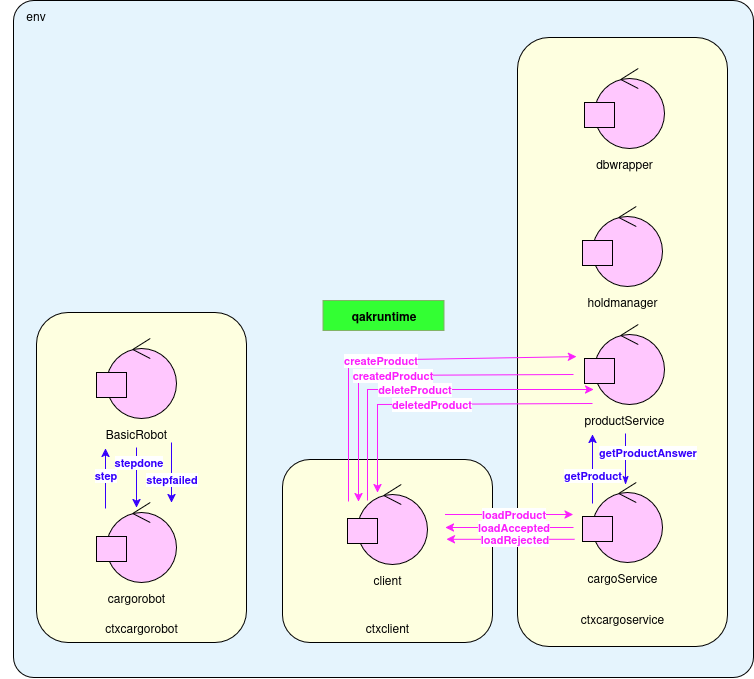 env
dbwrapper
holdmanager
qakruntime
createProduct
createdProduct
deleteProduct
deletedProduct
productService
BasicRobot
step
stepdone
stepfailed
getProductAnswer
getProduct
loadProduct
loadAccepted
loadRejected
client
cargoService
cargorobot
ctxcargorobot
ctxclient
ctxcargoservice